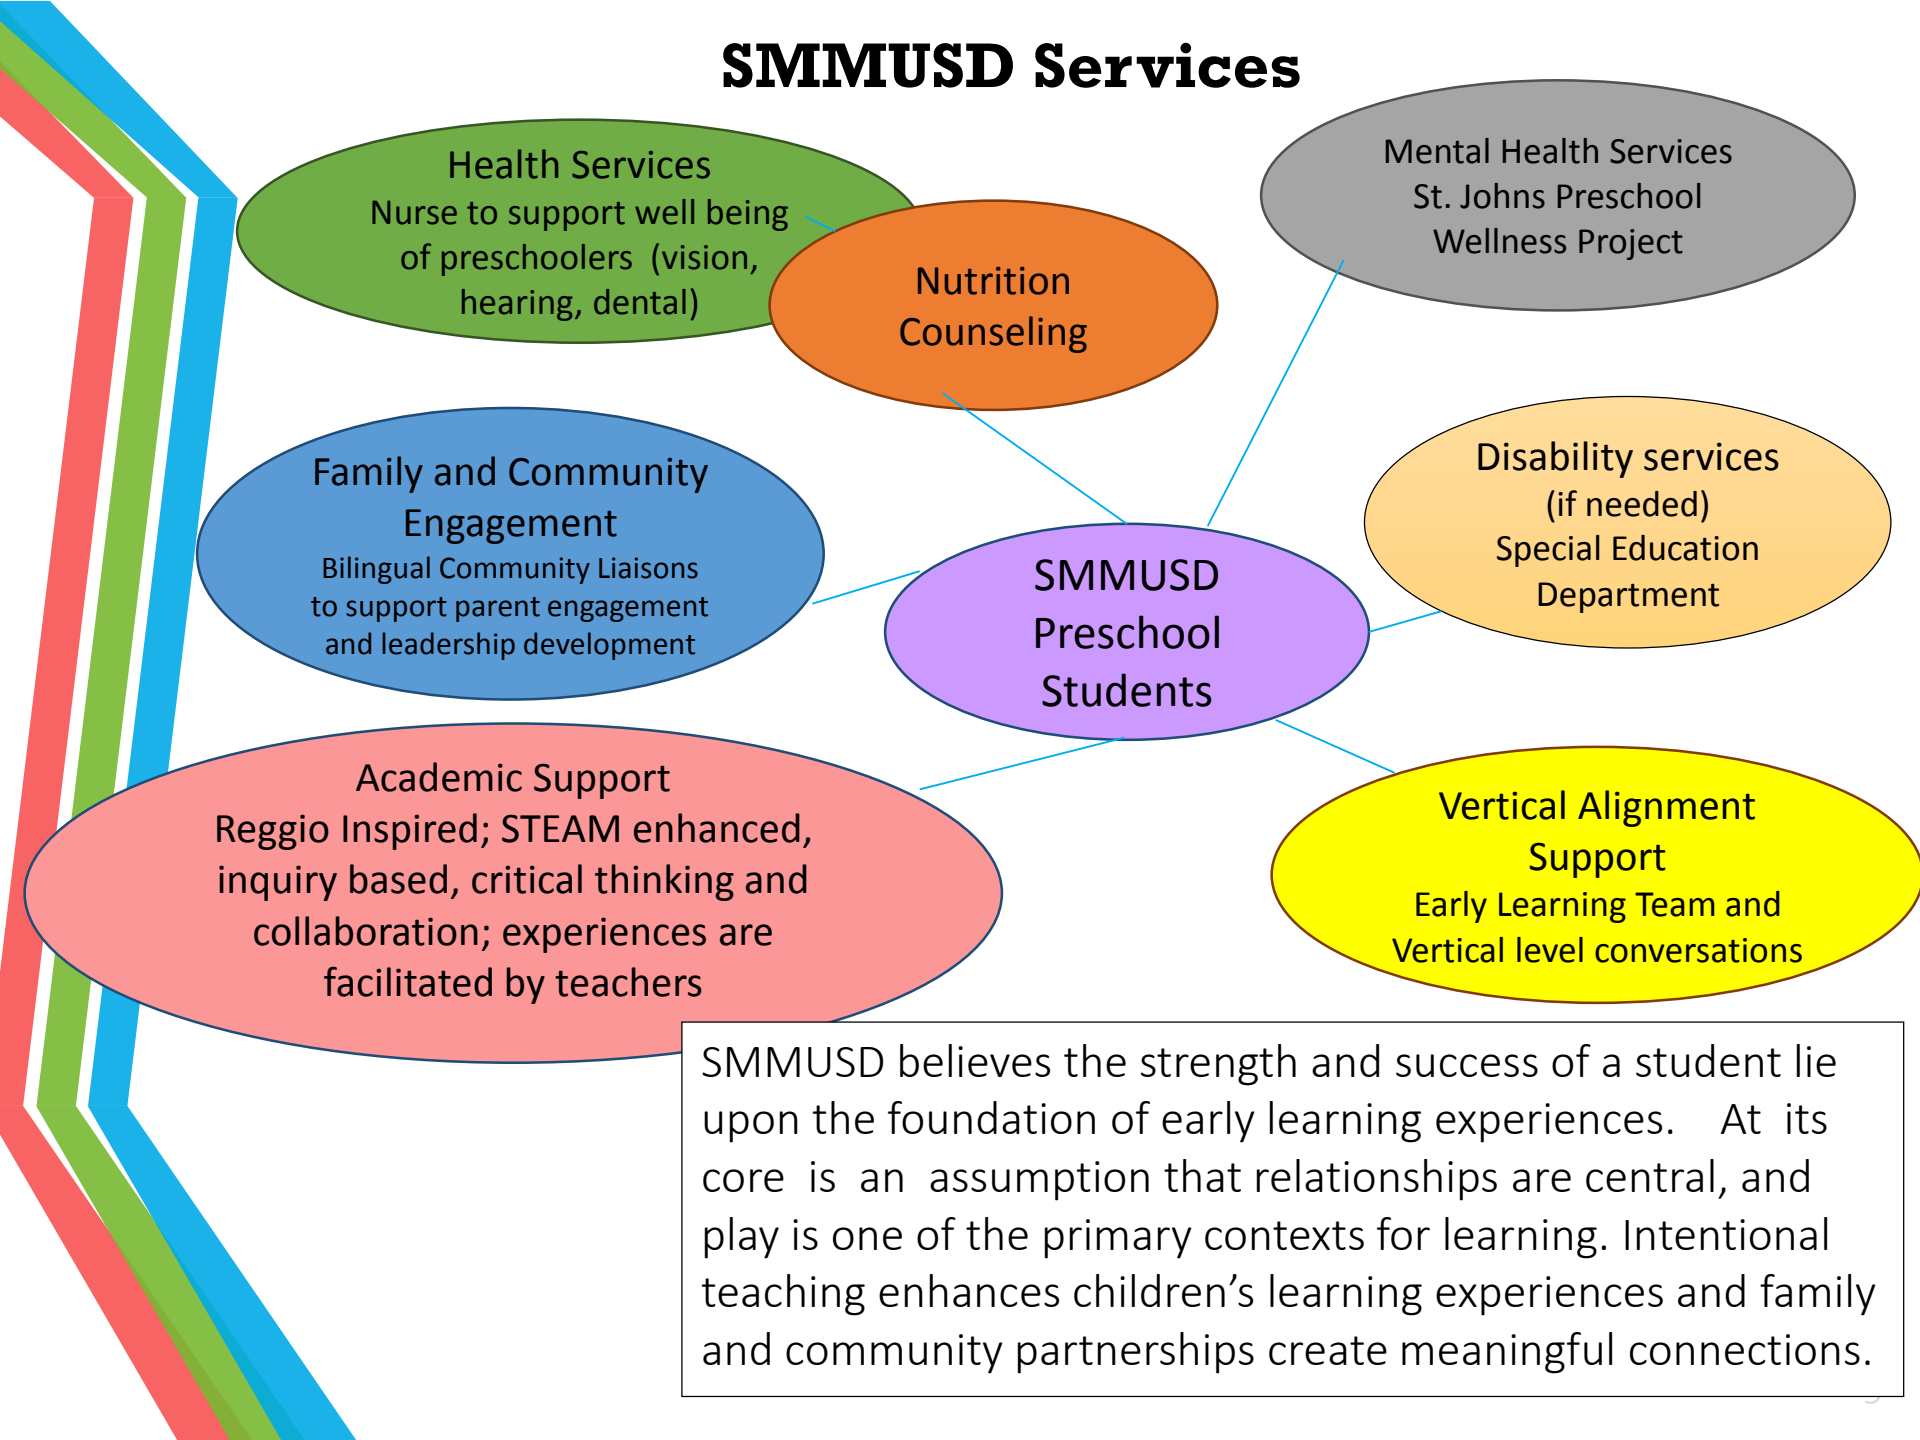 SMMUSD Services
Health Services
Nurse to support well being
of preschoolers  (vision,
hearing, dental)
Nutrition
Counseling
Mental Health Services
St. Johns Preschool
Wellness Project
Family and Community
Engagement
Bilingual Community Liaisons
to support parent engagement
and leadership development
SMMUSD
Preschool
Students
Disability services
(if needed)
Special Education
Department
Academic Support
Reggio Inspired; STEAM enhanced,
inquiry based, critical thinking and
collaboration; experiences are
facilitated by teachers
Vertical Alignment
Support
Early Learning Team and
Vertical level conversations
SMMUSD believes the strength and success of a student lie
upon the foundation of early learning experiences.   At  its
core  is  an  assumption that relationships are central, and
play is one of the primary contexts for learning. Intentional
teaching enhances children’s learning experiences and family
and community partnerships create meaningful connections.